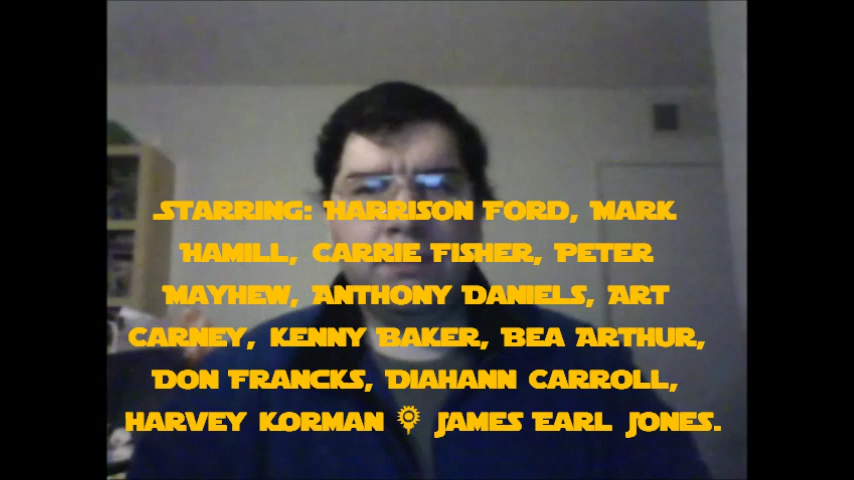 Starring: Harrison Ford, Mark
Hamill, Carrie Fisher, Peter
Mayhew, Anthony Daniels, Art
Carney, Kenny Baker, Bea Arthur,
Don Francks, Diahann Carroll,
Harvey Korman & James Earl Jones.